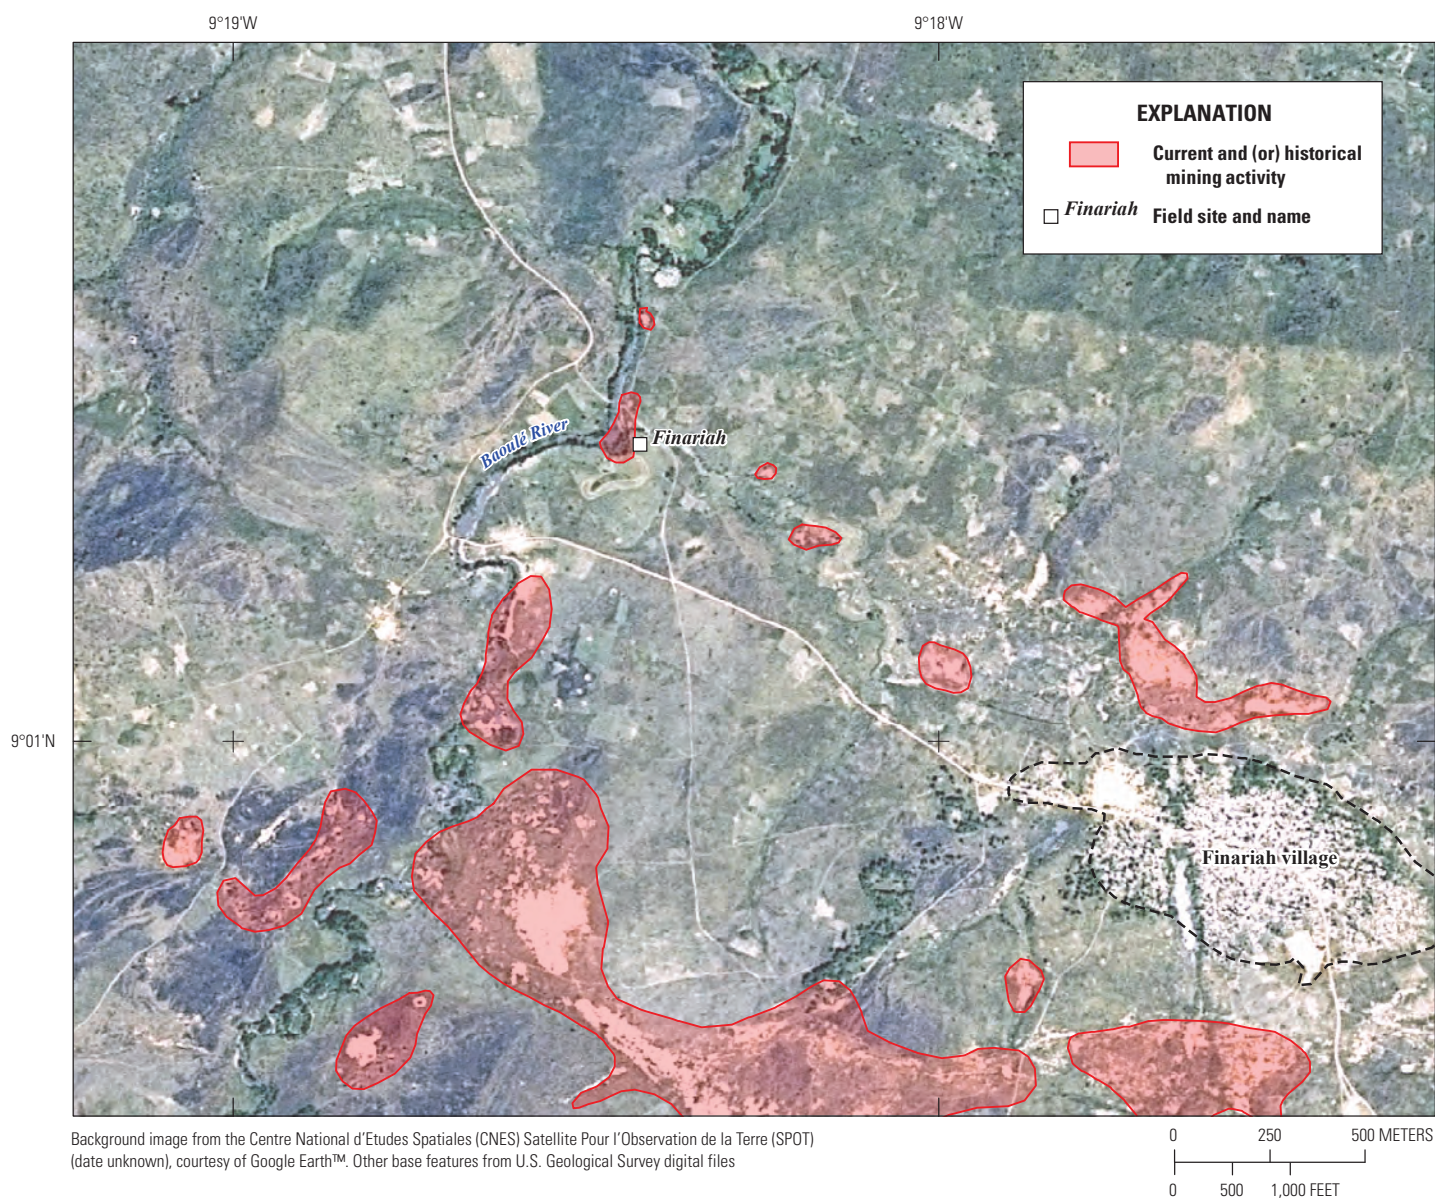 9°19'W
9°18'W
EXPLANATION
Current and (or) historical
mining activity
Finariah
Field site and name
Baoulé River
Finariah
9°01'N
Finariah village
Background image from the Centre National d'Etudes Spatiales (CNES) Satellite Pour l'Observation de la Terre (SPOT)
(date unknown), courtesy of Google Earth™. Other base features from U.S. Geological Survey digital files
0 250 500 METERS
0 500 1,000 FEET